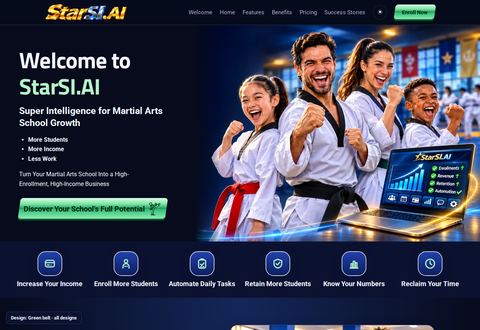 StarSI.AI
Welcome
Home
Features
Benefits
Pricing
Success Stories
Enroll Now
Welcome to
StarSI.AI
Super Intelligence for Martial Arts
School Growth
More Students
More Income
Less Work
Turn Your Martial Arts School Into a High-
Enrollment, High-Income Business
Discover Your School's Full Potential
StarSI.AI
Enrollments
Revenue
Retention
Automation
Increase Your Income
Enroll More Students
Automate Daily Tasks
Retain More Students
Know Your Numbers
Reclaim Your Time
Design: Green belt · all designs